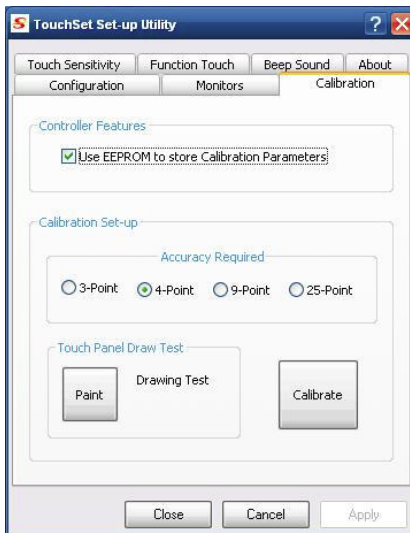 S TouchSet Set-up Utility ? X
Touch Sensitivity Function Touch Beep Sound About
Configuration Monitors Calibration
Controller Features
Use EEPROM to store Calibration Parameters
Calibration Set-up
Accuracy Required
3-Point 4-Point 9-Point 25-Point
Touch Panel Draw Test
Paint Drawing Test Calibrate
Close Cancel Apply